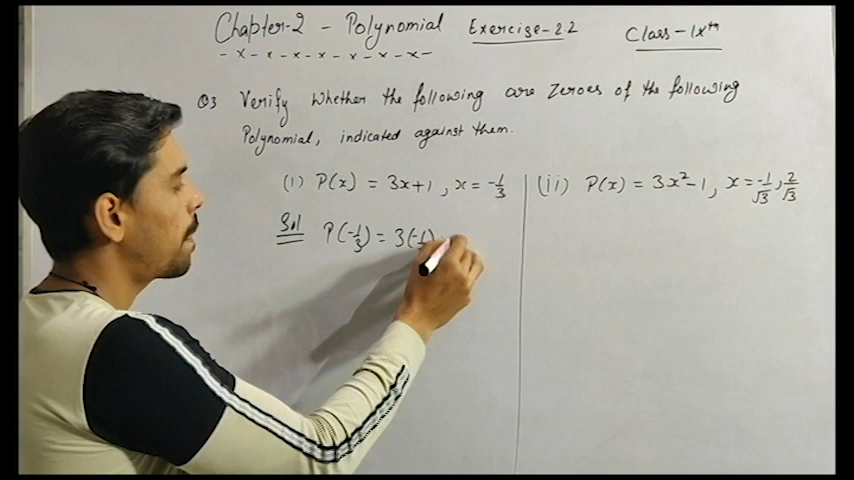 Chapter-2 - Polynomial Exercise-2.2 Class-IXth
- x - x - x - x - x - x - x -
Q3 Verify whether the following are Zeroes of the following
Polynomial, indicated against them.
(i) P(x) = 3x+1, x = -1/3
(ii) P(x) = 3x²-1, x = -1/√3, 2/√3
Sol P(-1/3) = 3(-1/